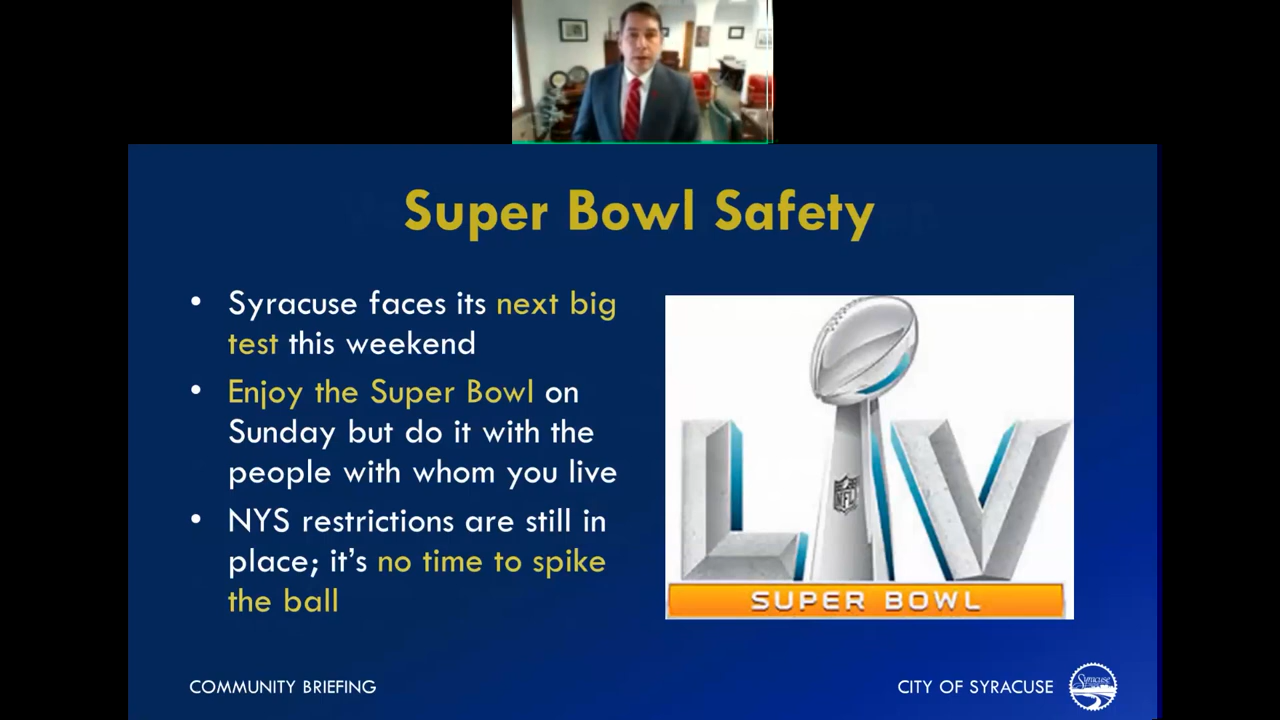 Super Bowl Safety
• Syracuse faces its next big
test this weekend
• Enjoy the Super Bowl on
Sunday but do it with the
people with whom you live
• NYS restrictions are still in
place; it's no time to spike
the ball
LIV
NFL
SUPER BOWL
COMMUNITY BRIEFING
CITY OF SYRACUSE
Syracuse